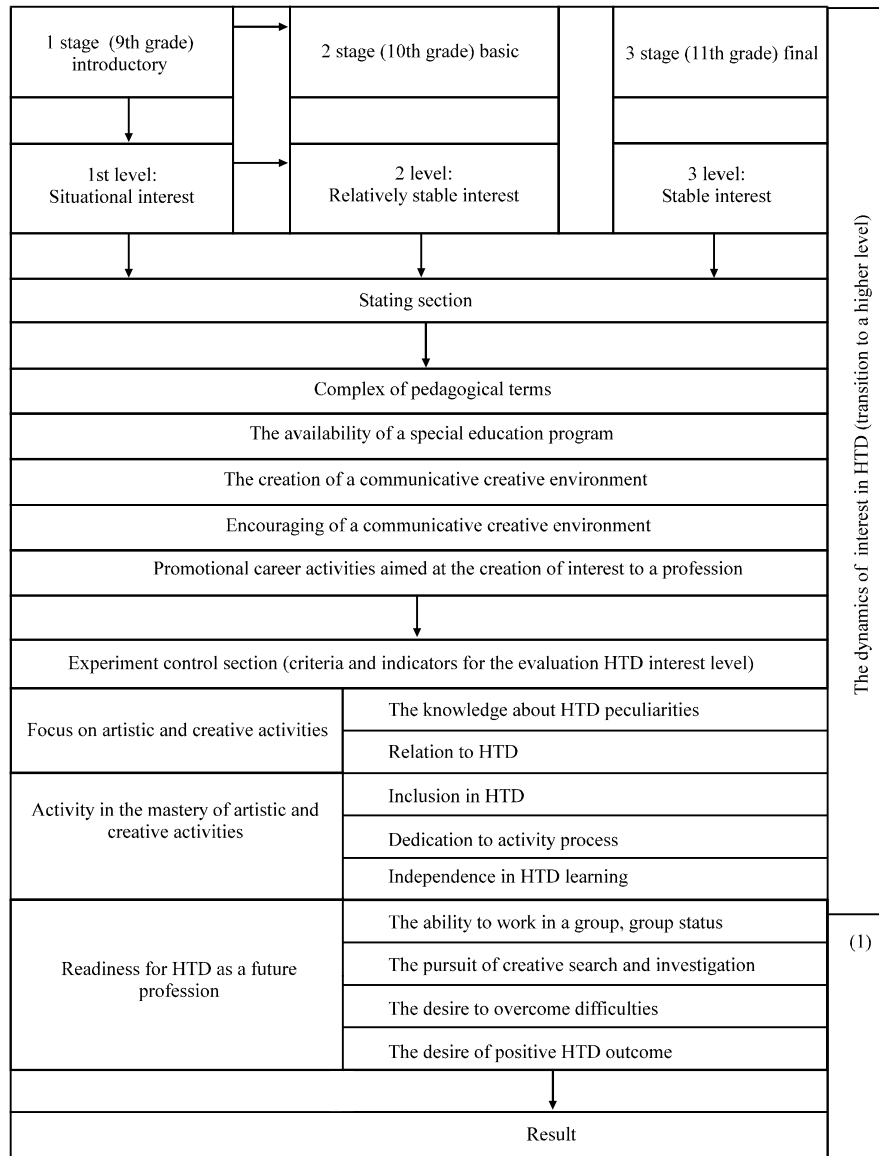 1 stage (9th grade)
introductory
2 stage (10th grade) basic
3 stage (11th grade) final
1st level:
Situational interest
2 level:
Relatively stable interest
3 level:
Stable interest
Stating section
Complex of pedagogical terms
The availability of a special education program
The creation of a communicative creative environment
Encouraging of a communicative creative environment
Promotional career activities aimed at the creation of interest to a profession
Experiment control section (criteria and indicators for the evaluation HTD interest level)
Focus on artistic and creative activities
The knowledge about HTD peculiarities
Relation to HTD
Activity in the mastery of artistic and
creative activities
Inclusion in HTD
Dedication to activity process
Independence in HTD learning
Readiness for HTD as a future
profession
The ability to work in a group, group status
The pursuit of creative search and investigation
The desire to overcome difficulties
The desire of positive HTD outcome
Result
The dynamics of interest in HTD (transition to a higher level)
(1)